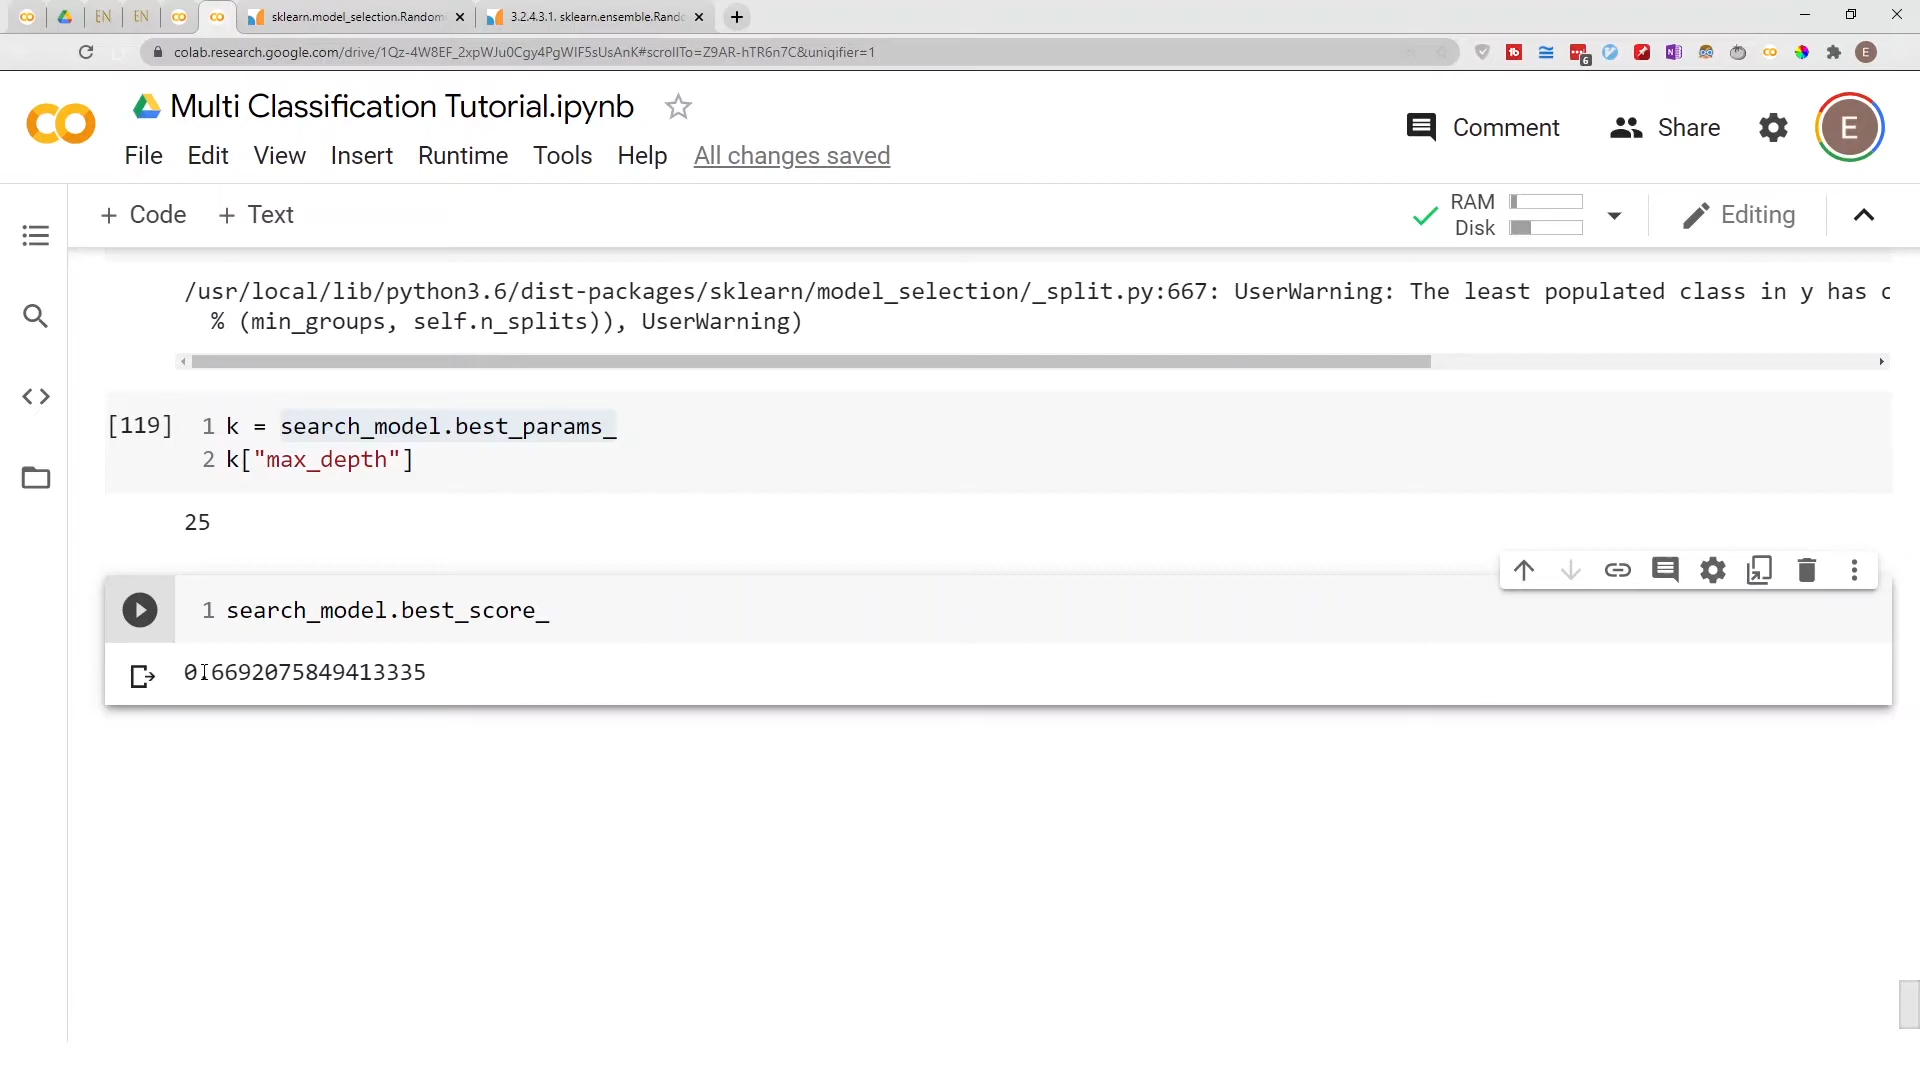 EN
EN
sklearn.model_selection.Random
3.2.4.3.1. sklearn.ensemble.Rando
colab.research.google.com/drive/1Qz-4W8EF_2xpWJu0Cgy4PgWIF5sUsAnK#scrollTo=Z9AR-hTR6n7C&uniqifier=1
6
E
Multi Classification Tutorial.ipynb
Comment
Share
E
File Edit View Insert Runtime Tools Help All changes saved
+ Code + Text
RAM
Disk
Editing
/usr/local/lib/python3.6/dist-packages/sklearn/model_selection/_split.py:667: UserWarning: The least populated class in y has o
% (min_groups, self.n_splits)), UserWarning)
[119] 1 k = search_model.best_params_
2 k["max_depth"]
25
1 search_model.best_score_
0.6692075849413335